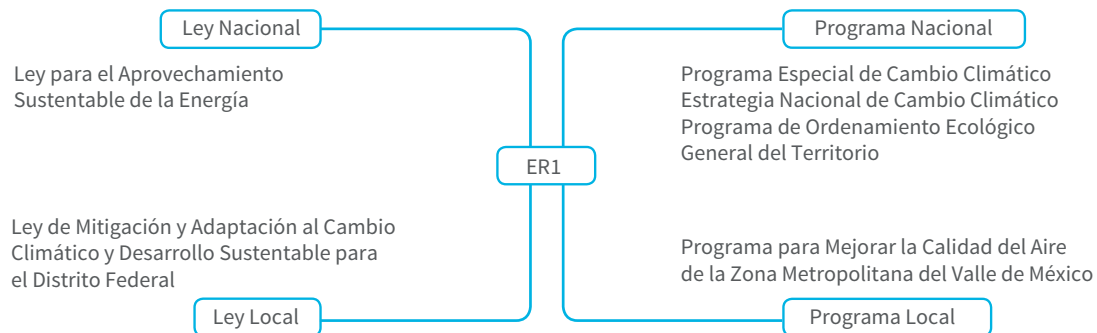 Ley Nacional
Ley para el Aprovechamiento
Sustentable de la Energía
Programa Nacional
Programa Especial de Cambio Climático
Estrategia Nacional de Cambio Climático
Programa de Ordenamiento Ecológico
General del Territorio
ER1
Ley de Mitigación y Adaptación al Cambio
Climático y Desarrollo Sustentable para
el Distrito Federal
Ley Local
Programa para Mejorar la Calidad del Aire
de la Zona Metropolitana del Valle de México
Programa Local